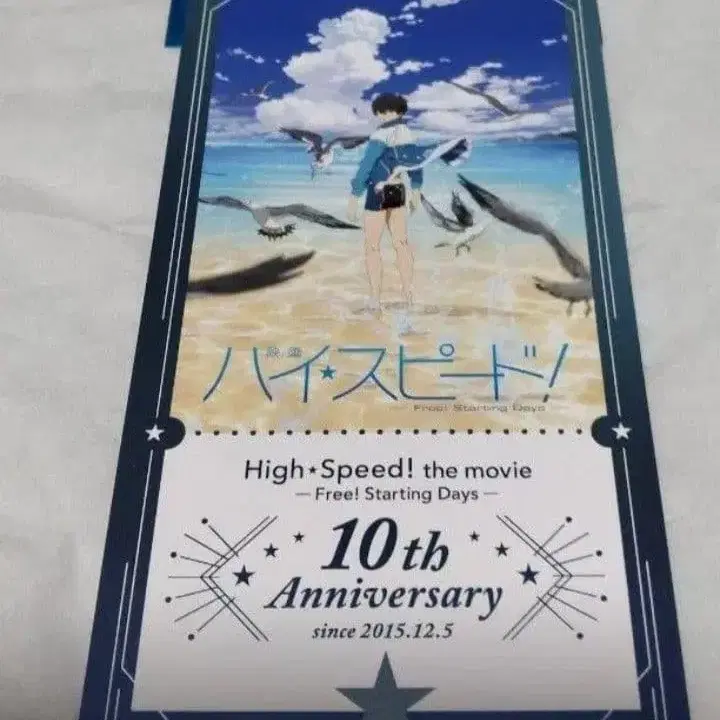 映画
ハイ★スピード!
Free! Starting Days
High★Speed! the movie
— Free! Starting Days —
10th
Anniversary
since 2015.12.5